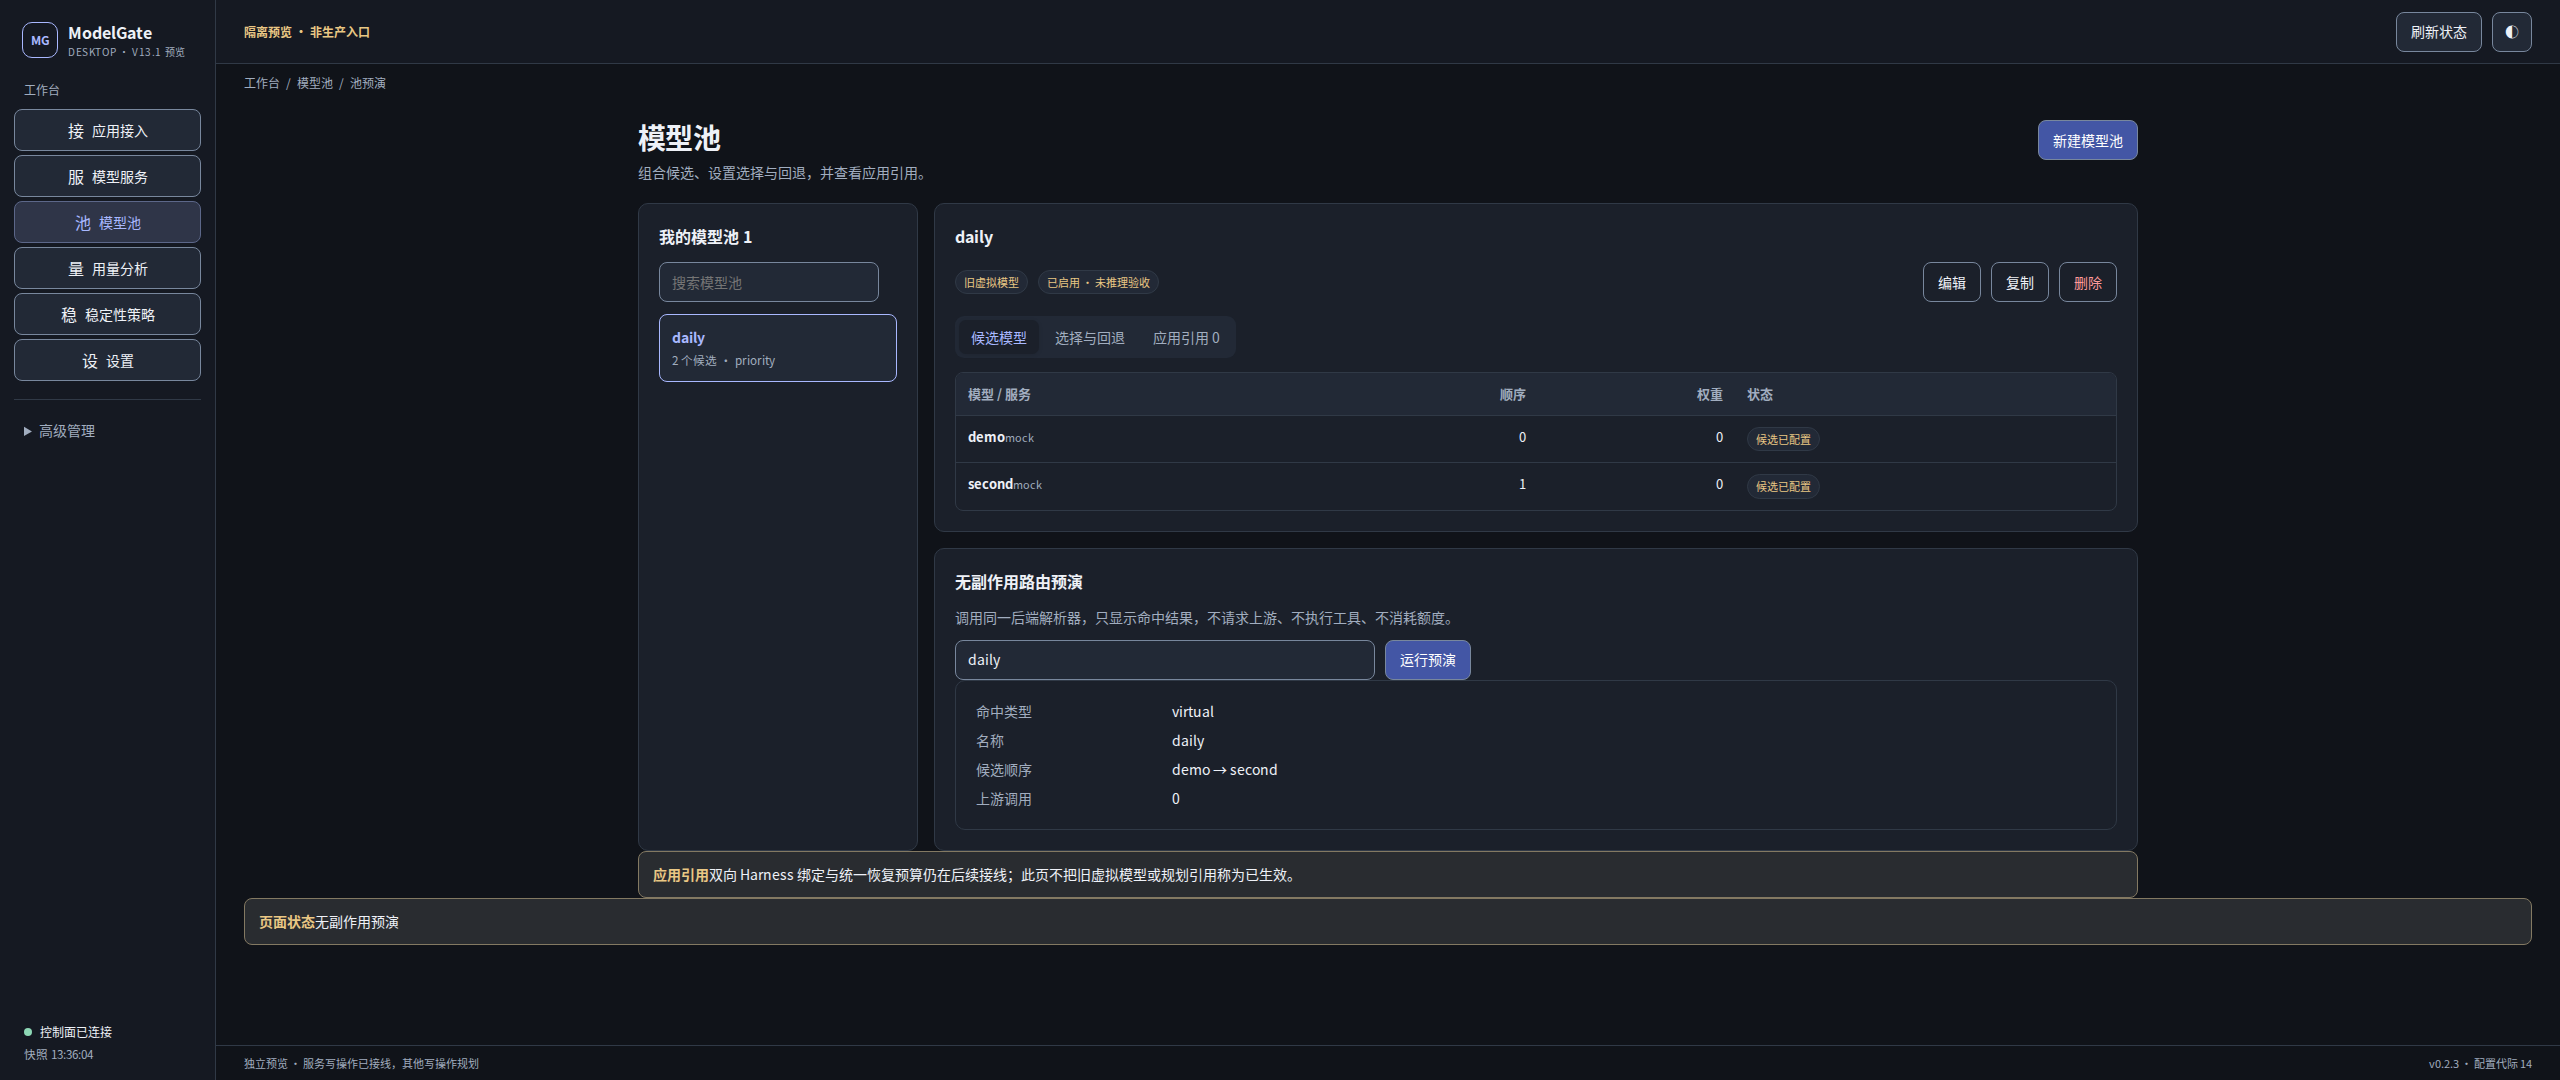 MG ModelGate
DESKTOP · V13.1 预览
工作台
接 应用接入
服 模型服务
池 模型池
量 用量分析
稳 稳定性策略
设 设置
▶ 高级管理
控制面已连接
快照 13:36:04
隔离预览 · 非生产入口
刷新状态
工作台 / 模型池 / 池预演
模型池
新建模型池
组合候选、设置选择与回退，并查看应用引用。
我的模型池 1
搜索模型池
daily
2 个候选 · priority
daily
旧虚拟模型 已启用 · 未推理验收 编辑 复制 删除
候选模型 选择与回退 应用引用 0
模型 / 服务 顺序 权重 状态
demomock 0 0 候选已配置
secondmock 1 0 候选已配置
无副作用路由预演
调用同一后端解析器，只显示命中结果，不请求上游、不执行工具、不消耗额度。
daily 运行预演
命中类型 virtual
名称 daily
候选顺序 demo → second
上游调用 0
应用引用双向 Harness 绑定与统一恢复预算仍在后续接线；此页不把旧虚拟模型或规划引用称为已生效。
页面状态无副作用预演
独立预览 · 服务写操作已接线，其他写操作规划
v0.2.3 · 配置代际 14